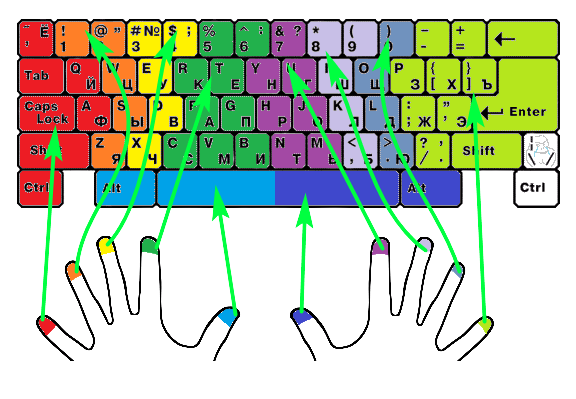 ¨ Ё ! 1 @ " 2 # № 3 $ ; 4 % 5 ^ : 6 & ? 7 * 8 ( 9 ) 0 - - + =
Tab Q Й W Ц E У R К T Е Y Н U Г I Ш O Щ P З { [ Х } ] Ъ
Caps Lock A Ф S Ы D В F А G П H Р J О K Л L Д : ; Ж " ' Э Enter
Sh Z Я X Ч C С V М B И N Т M Ь < , Б > . Ю ? , / . Shift
Ctrl Alt Alt Ctrl